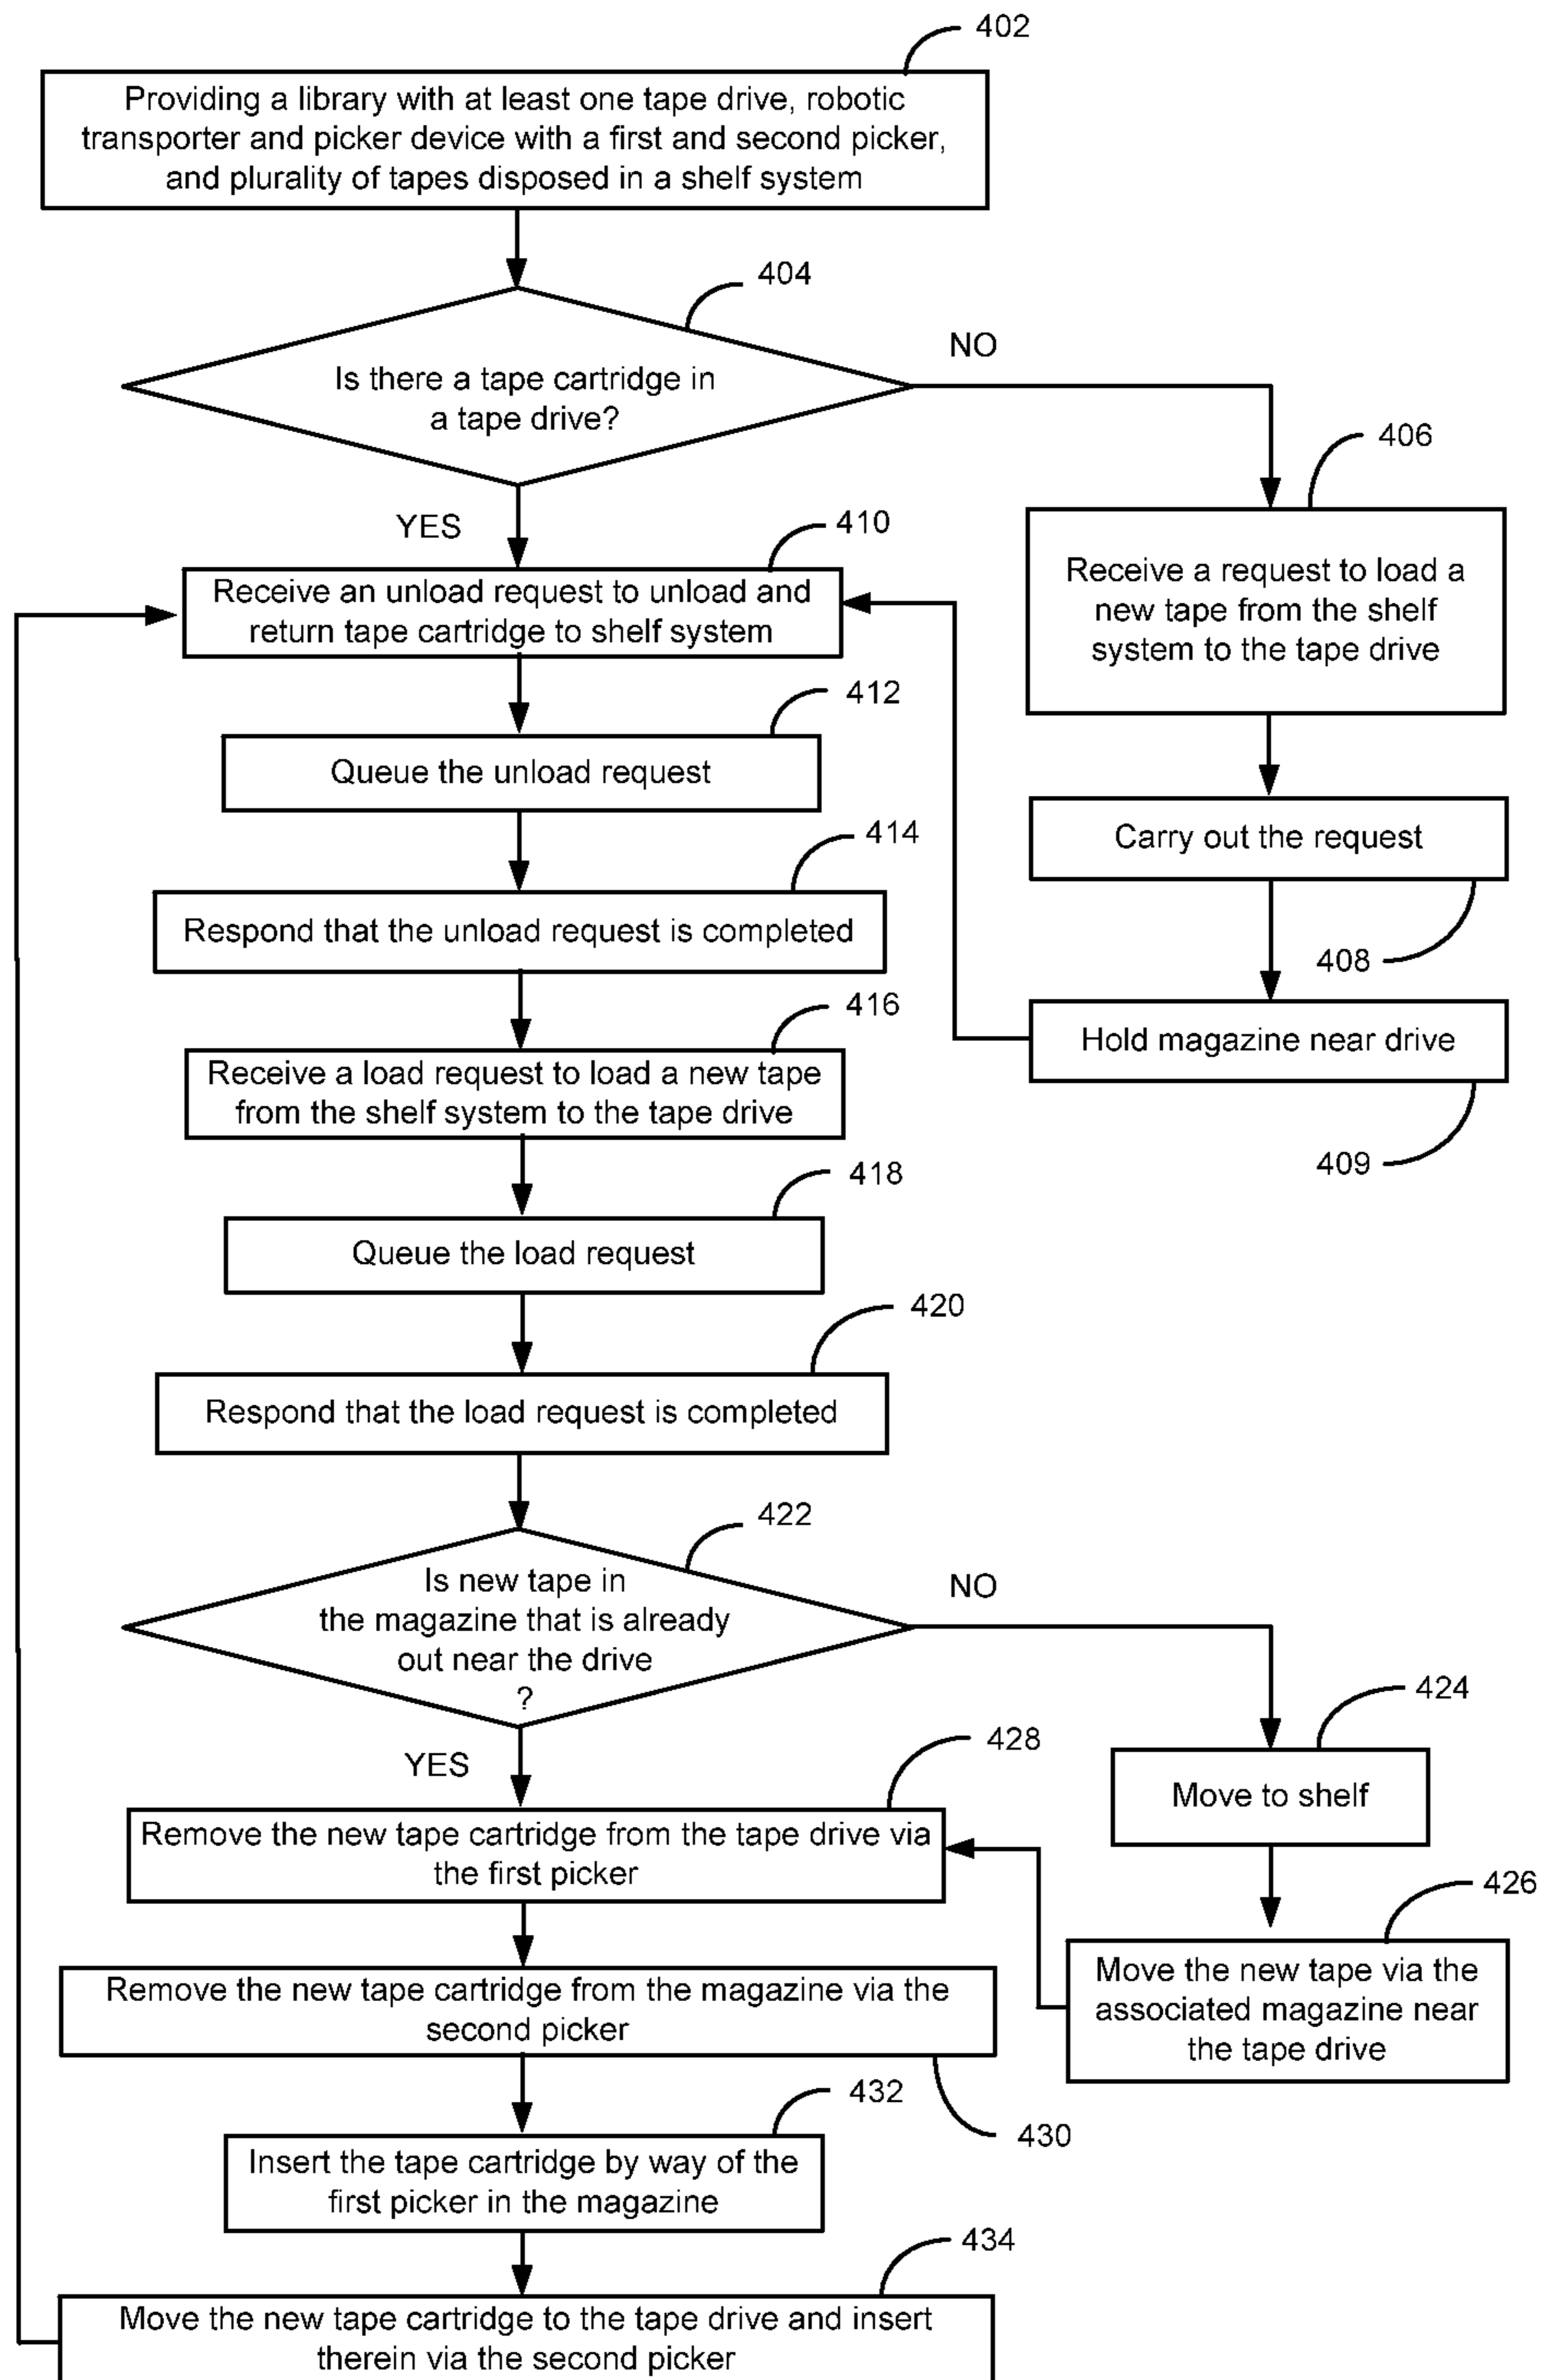 402
Providing a library with at least one tape drive, robotic
transporter and picker device with a first and second picker,
and plurality of tapes disposed in a shelf system
404
Is there a tape cartridge in
a tape drive?
NO
YES
406
Receive a request to load a
new tape from the shelf
system to the tape drive
410
Receive an unload request to unload and
return tape cartridge to shelf system
412
Queue the unload request
Carry out the request
408
414
Respond that the unload request is completed
416
Receive a load request to load a new tape
from the shelf system to the tape drive
Hold magazine near drive
409
418
Queue the load request
420
Respond that the load request is completed
422
Is new tape in
the magazine that is already
out near the drive
?
NO
YES
424
Move to shelf
426
Move the new tape via the
associated magazine near
the tape drive
428
Remove the new tape cartridge from the tape drive via
the first picker
Remove the new tape cartridge from the magazine via the
second picker
430
432
Insert the tape cartridge by way of the
first picker in the magazine
434
Move the new tape cartridge to the tape drive and insert
therein via the second picker